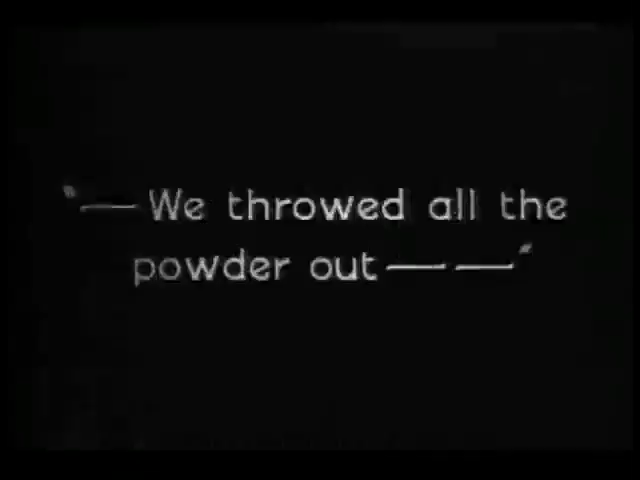 "— We throwed all the
powder out — —"